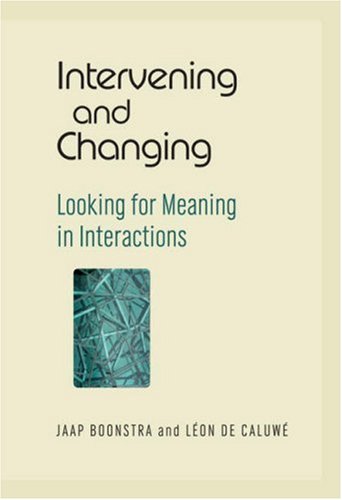 Intervening
and
Changing
Looking for Meaning
in Interactions
JAAP BOONSTRA and LÉON DE CALUWÉ